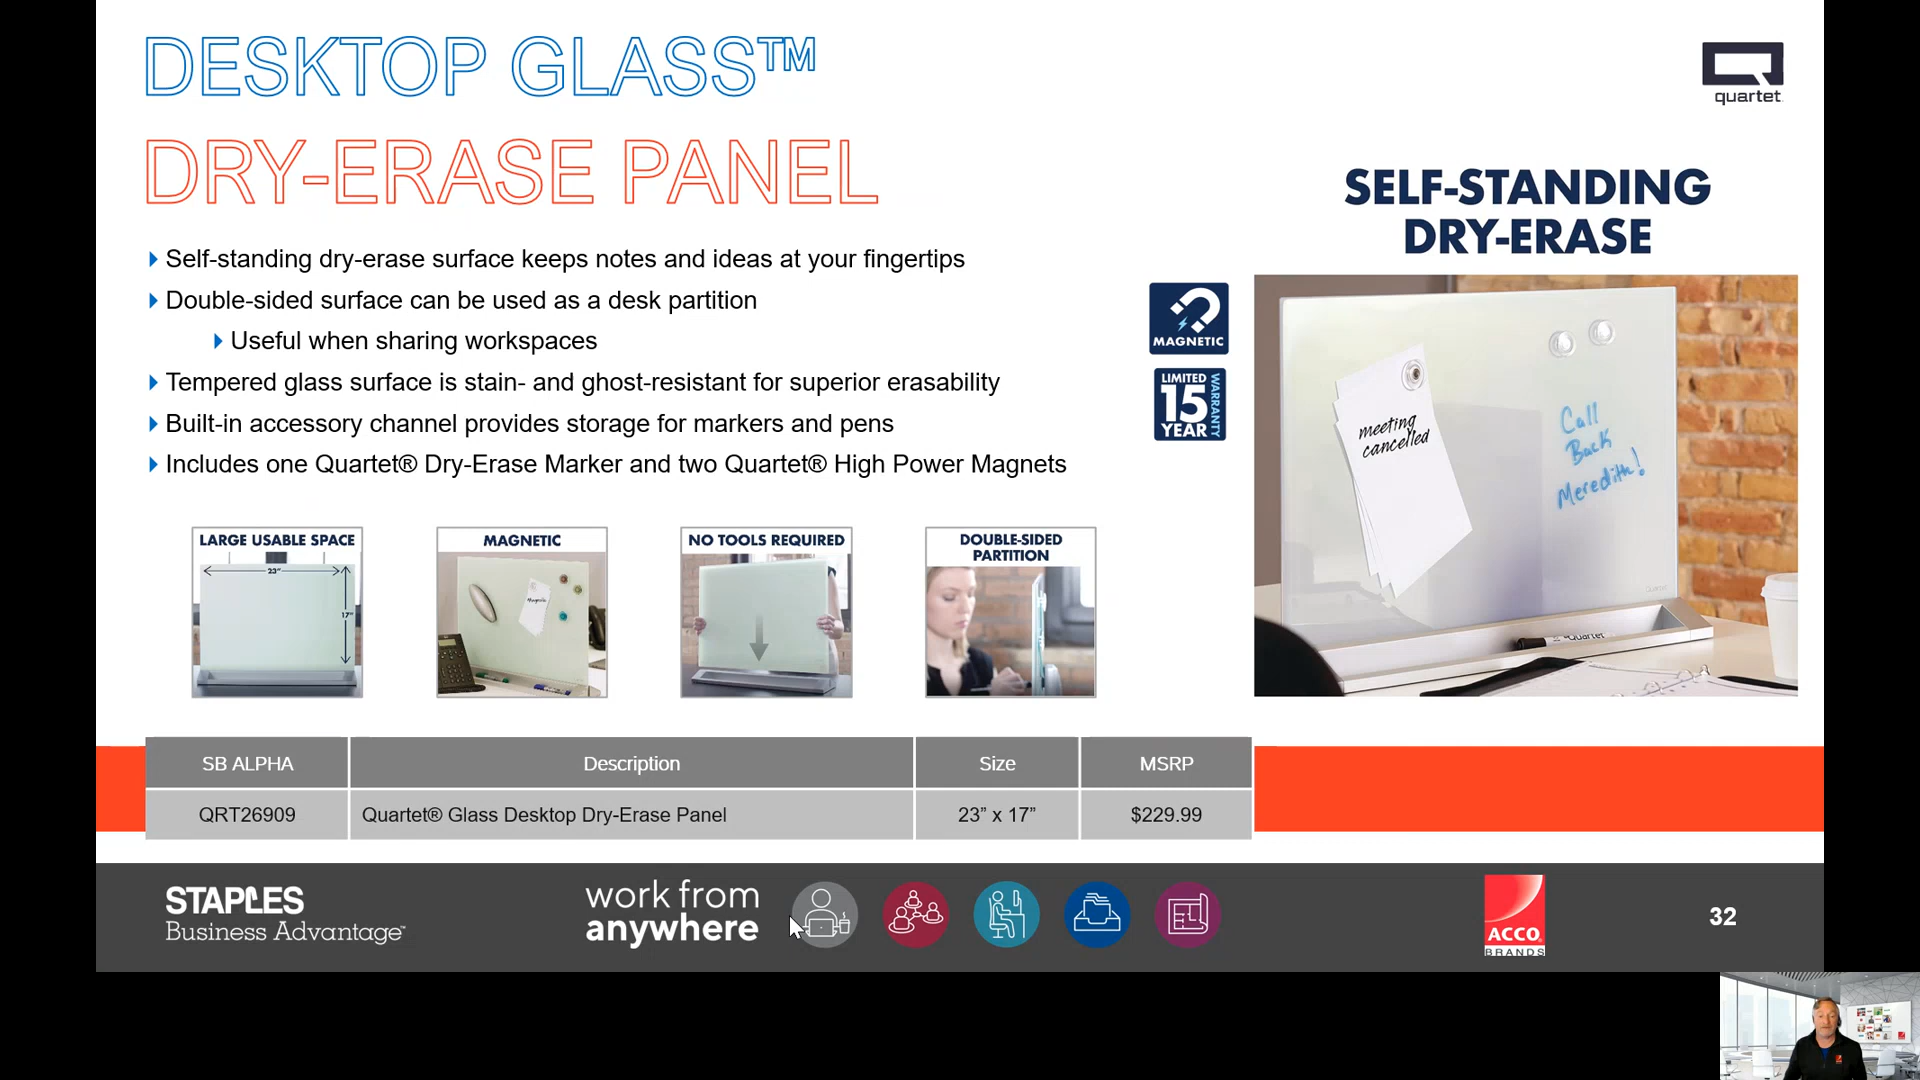 DESKTOP GLASS™
DRY-ERASE PANEL
Self-standing dry-erase surface keeps notes and ideas at your fingertips
Double-sided surface can be used as a desk partition
Useful when sharing workspaces
Tempered glass surface is stain- and ghost-resistant for superior erasability
Built-in accessory channel provides storage for markers and pens
Includes one Quartet® Dry-Erase Marker and two Quartet® High Power Magnets
quartet
SELF-STANDING
DRY-ERASE
MAGNETIC
LIMITED
15
YEAR
WARRANTY
meeting
cancelled
Call
Back
Meredith!
Quartet
Quartet
LARGE USABLE SPACE
23"
17"
MAGNETIC
NO TOOLS REQUIRED
DOUBLE-SIDED
PARTITION
SB ALPHA Description Size MSRP
QRT26909 Quartet® Glass Desktop Dry-Erase Panel 23” x 17” $229.99
STAPLES
Business Advantage™
work from
anywhere
ACCO
BRANDS
32